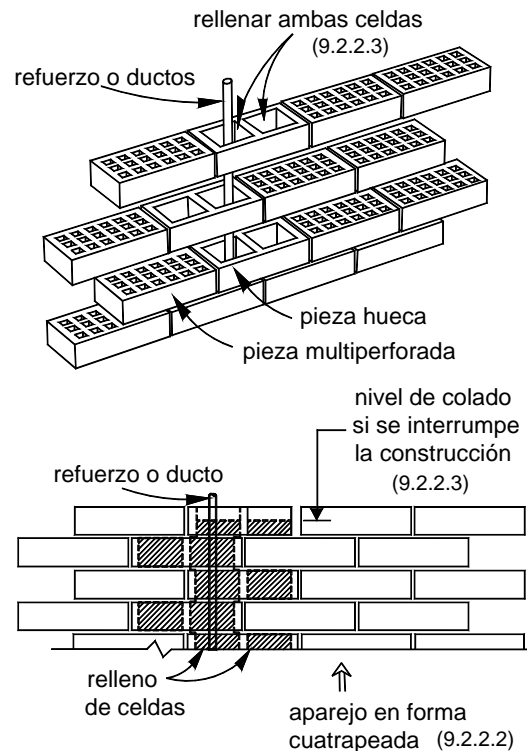 rellenar ambas celdas
(9.2.2.3)
refuerzo o ductos
pieza hueca
pieza multiperforada
nivel de colado
si se interrumpe
la construcción
(9.2.2.3)
refuerzo o ducto
relleno
de celdas
aparejo en forma
cuatrapeada (9.2.2.2)